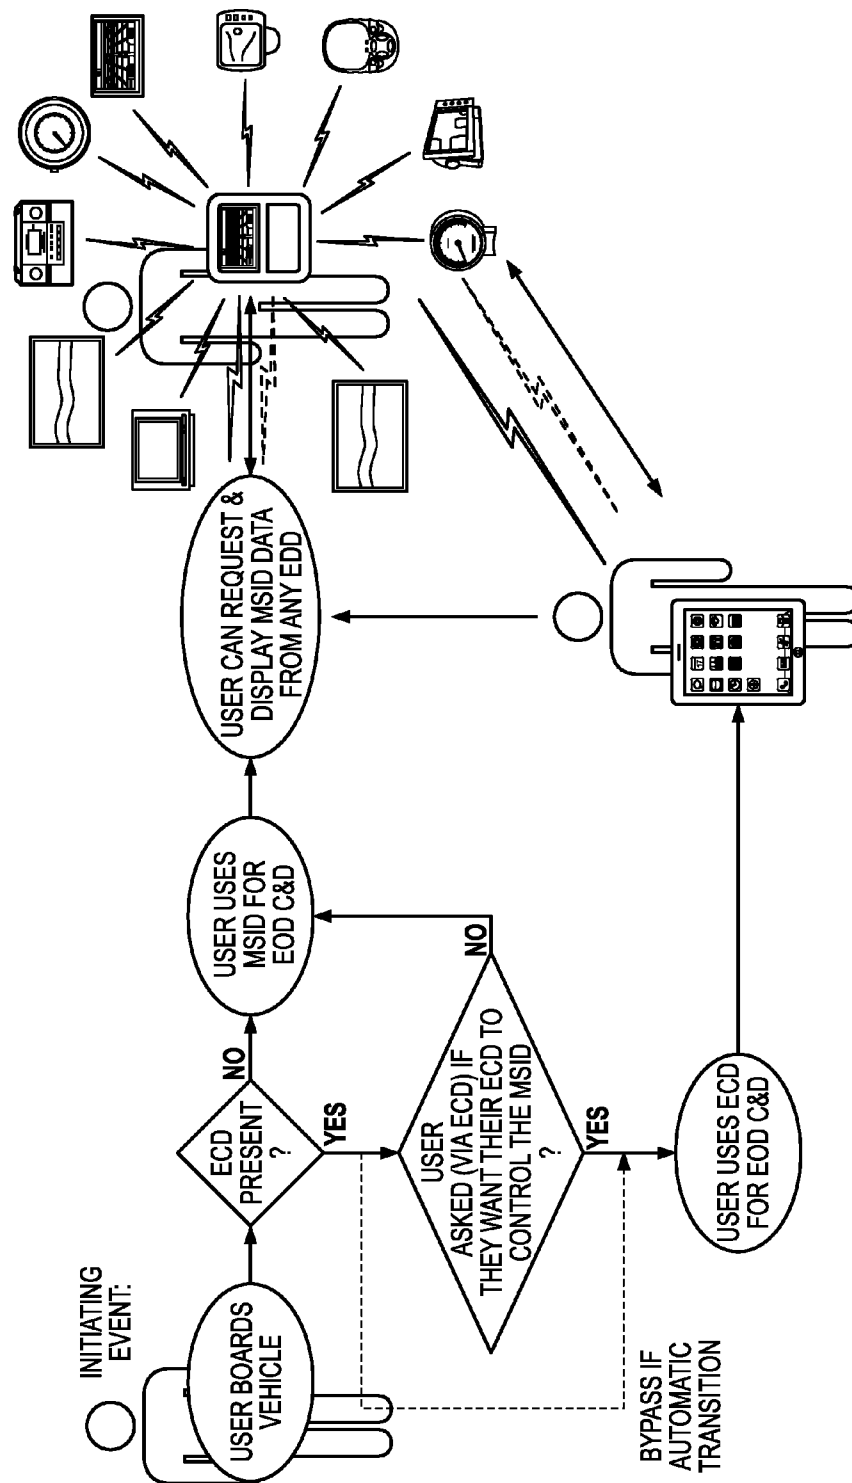 INITIATING
EVENT:
USER BOARDS
VEHICLE
ECD
PRESENT
?
NO
YES
USER USES
MSID FOR
EOD C&D
USER CAN REQUEST &
DISPLAY MSID DATA
FROM ANY EDD
USER
ASKED (VIA ECD) IF
THEY WANT THEIR ECD TO
CONTROL THE MSID
?
NO
YES
BYPASS IF
AUTOMATIC
TRANSITION
USER USES ECD
FOR EOD C&D